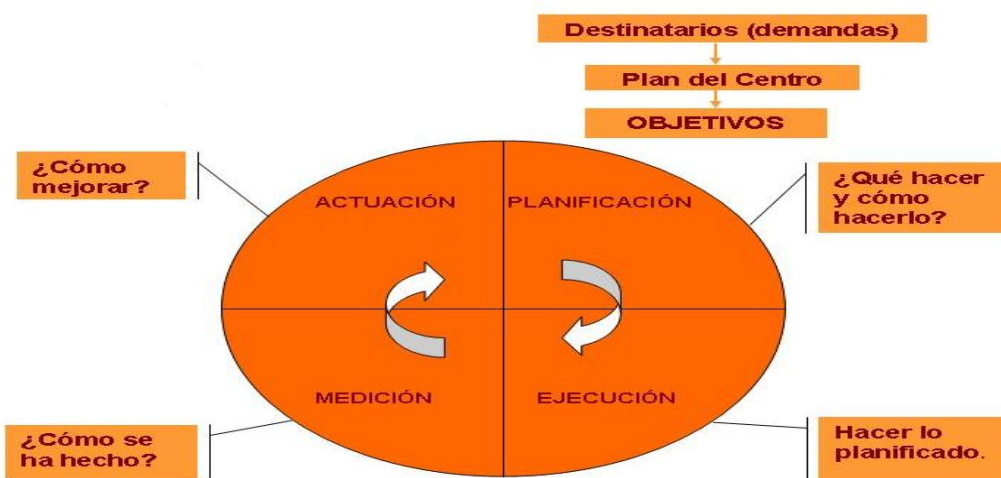 Destinatarios (demandas)
Plan del Centro
OBJETIVOS
¿Cómo
mejorar?
¿Qué hacer
y cómo
hacerlo?
ACTUACIÓN
PLANIFICACIÓN
MEDICIÓN
EJECUCIÓN
¿Cómo se
ha hecho?
Hacer lo
planificado.